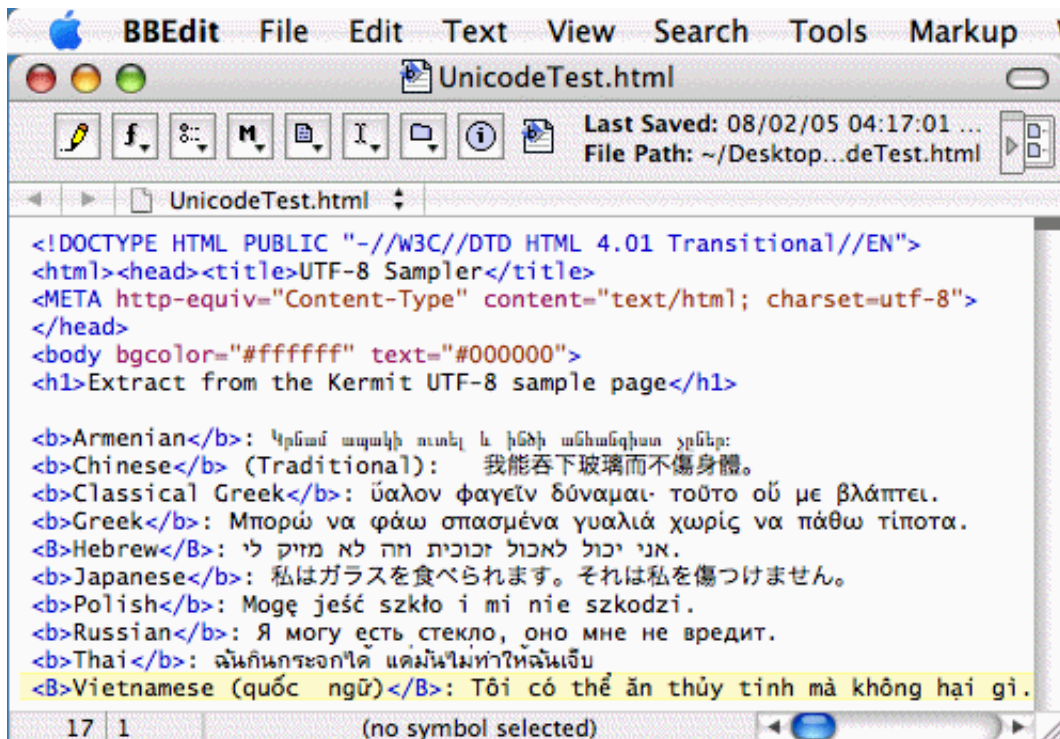 BBEdit File Edit Text View Search Tools Markup
UnicodeTest.html
Last Saved: 08/02/05 04:17:01 ...
File Path: ~/Desktop...deTest.html
UnicodeTest.html
<!DOCTYPE HTML PUBLIC "-//W3C//DTD HTML 4.01 Transitional//EN">
<html><head><title>UTF-8 Sampler</title>
<META http-equiv="Content-Type" content="text/html; charset=utf-8">
</head>
<body bgcolor="#ffffff" text="#000000">
<h1>Extract from the Kermit UTF-8 sample page</h1>
<b>Armenian</b>: Կրնամ ապակի ուտել և ինծի անհանգիստ չըներ։
<b>Chinese</b> (Traditional): 我能吞下玻璃而不傷身體。
<b>Classical Greek</b>: ὕαλον φαγεῖν δύναμαι· τοῦτο οὔ με βλάπτει.
<b>Greek</b>: Μπορώ να φάω σπασμένα γυαλιά χωρίς να πάθω τίποτα.
<B>Hebrew</B>: אני יכול לאכול זכוכית וזה לא מזיק לי.
<b>Japanese</b>: 私はガラスを食べられます。それは私を傷つけません。
<b>Polish</b>: Mogę jeść szkło i mi nie szkodzi.
<b>Russian</b>: Я могу есть стекло, оно мне не вредит.
<b>Thai</b>: ฉันกินกระจกได้ แต่มันไม่ทำให้ฉันเจ็บ
<B>Vietnamese (quốc ngữ)</B>: Tôi có thể ăn thủy tinh mà không hại gì.
17 1 (no symbol selected)